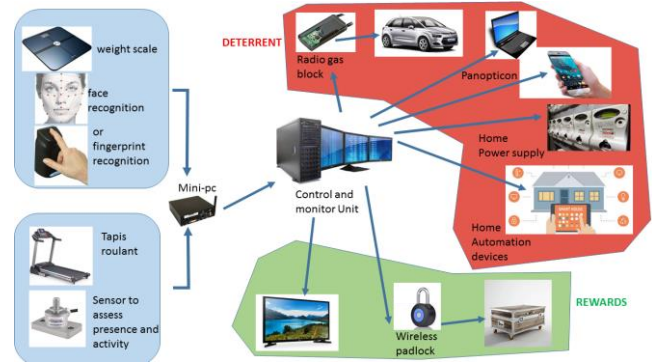 weight scale
face
recognition
or
fingerprint
recognition
Mini-pc
Tapis
roulant
Sensor to
assess
presence and
activity
Control and
monitor Unit
DETERRENT
Radio gas
block
Panopticon
Home
Power supply
Home
Automation
devices
REWARDS
Wireless
padlock